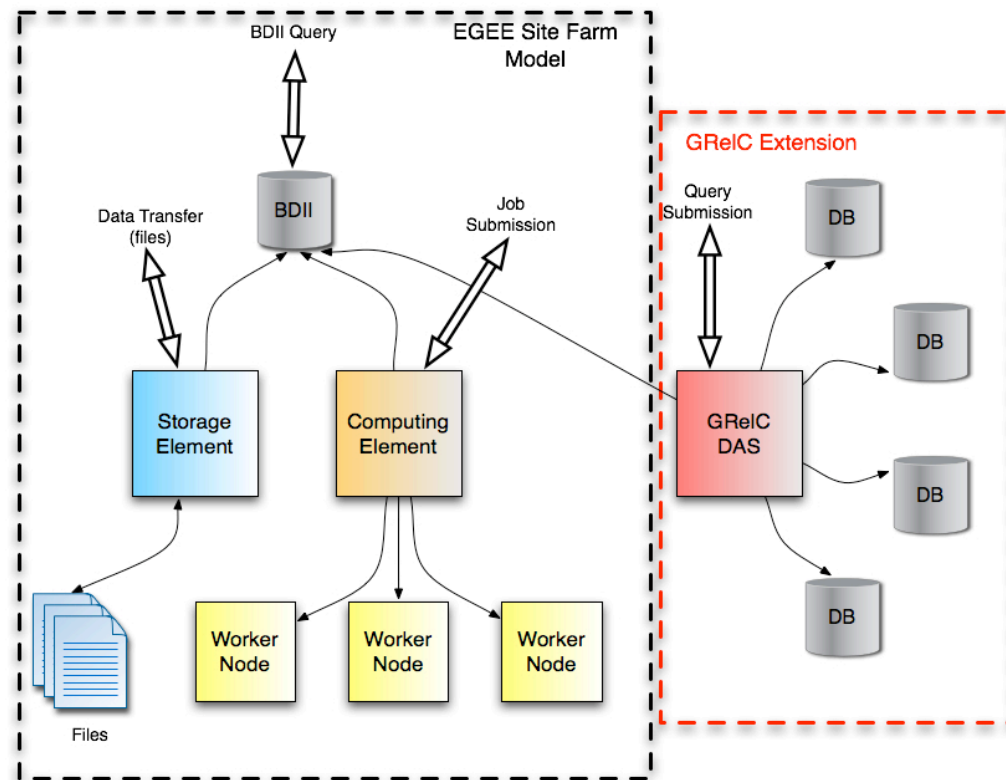 BDII Query
EGEE Site Farm
Model
GRelC Extension
BDII
Data Transfer
(files)
Job
Submission
Query
Submission
DB
DB
Storage
Element
Computing
Element
GRelC
DAS
DB
DB
Worker
Node
Worker
Node
Worker
Node
Files